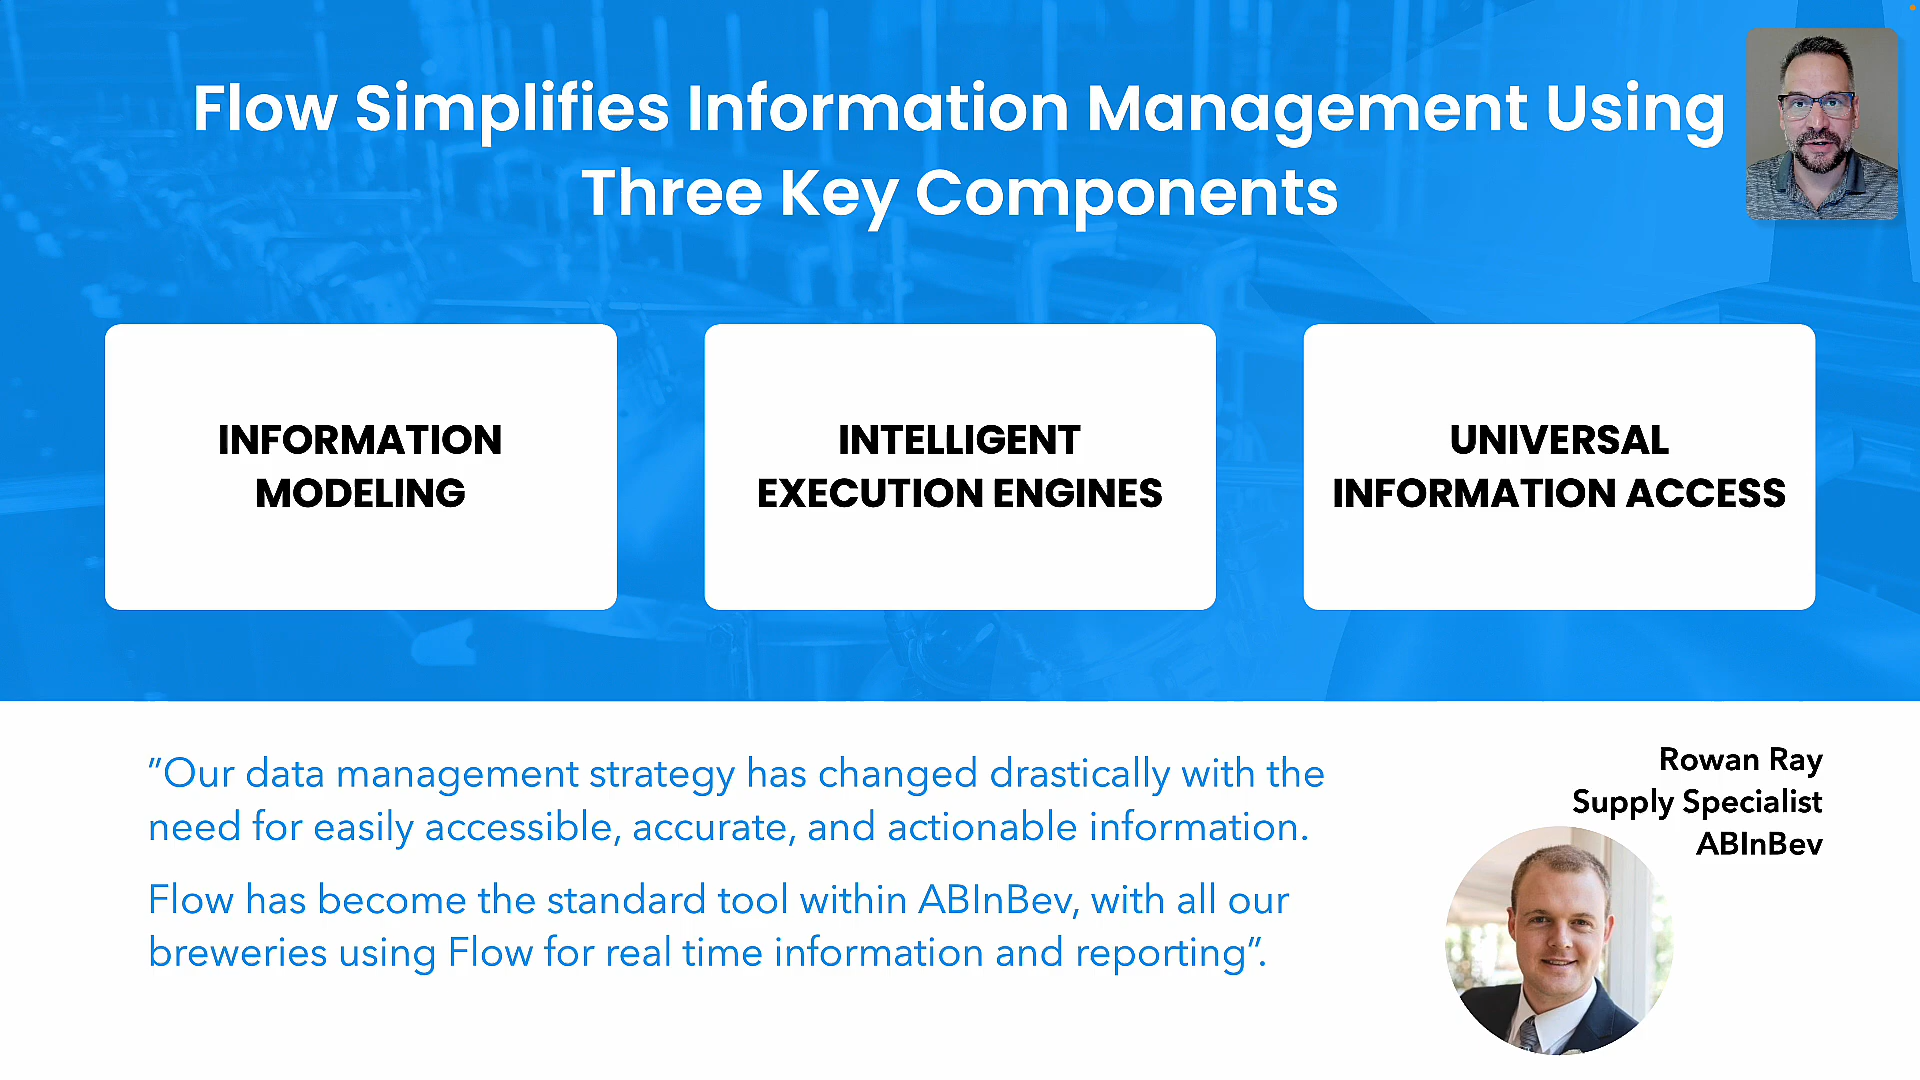 Flow Simplifies Information Management Using
Three Key Components
INFORMATION
MODELING
INTELLIGENT
EXECUTION ENGINES
UNIVERSAL
INFORMATION ACCESS
“Our data management strategy has changed drastically with the
need for easily accessible, accurate, and actionable information.
Flow has become the standard tool within ABInBev, with all our
breweries using Flow for real time information and reporting”.
Rowan Ray
Supply Specialist
ABInBev